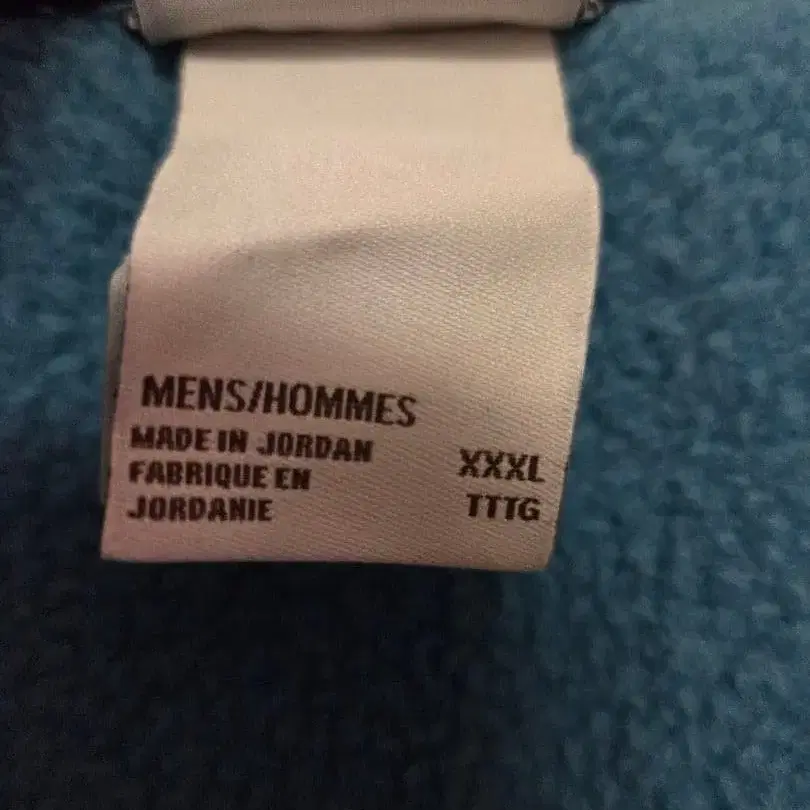 MENS/HOMMES
MADE IN JORDAN
FABRIQUE EN
JORDANIE
XXXL
TTTG